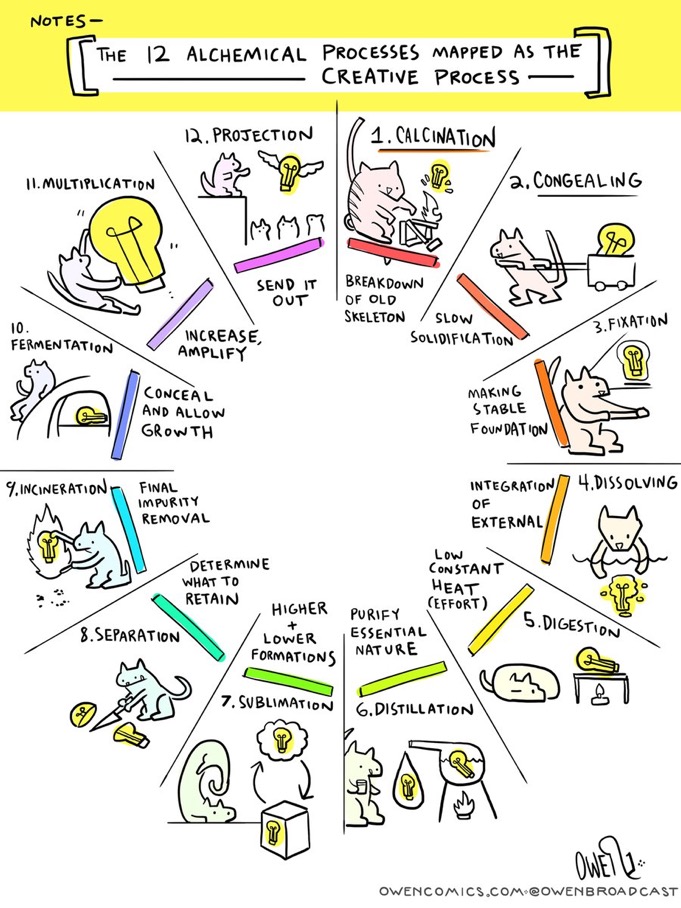 NOTES—
THE 12 ALCHEMICAL PROCESSES MAPPED AS THE
CREATIVE PROCESS
1. CALCINATION
BREAKDOWN
OF OLD
SKELETON
2. CONGEALING
SLOW
SOLIDIFICATION
3. FIXATION
MAKING
STABLE
FOUNDATION
4. DISSOLVING
INTEGRATION
OF
EXTERNAL
5. DIGESTION
LOW
CONSTANT
HEAT
(EFFORT)
6. DISTILLATION
PURIFY
ESSENTIAL
NATURE
7. SUBLIMATION
HIGHER
+
LOWER
FORMATIONS
8. SEPARATION
DETERMINE
WHAT TO
RETAIN
9. INCINERATION
FINAL
IMPURITY
REMOVAL
10.
FERMENTATION
CONCEAL
AND ALLOW
GROWTH
11. MULTIPLICATION
INCREASE,
AMPLIFY
12. PROJECTION
SEND IT
OUT
OWEN
OWENCOMICS.COM·@OWENBROADCAST